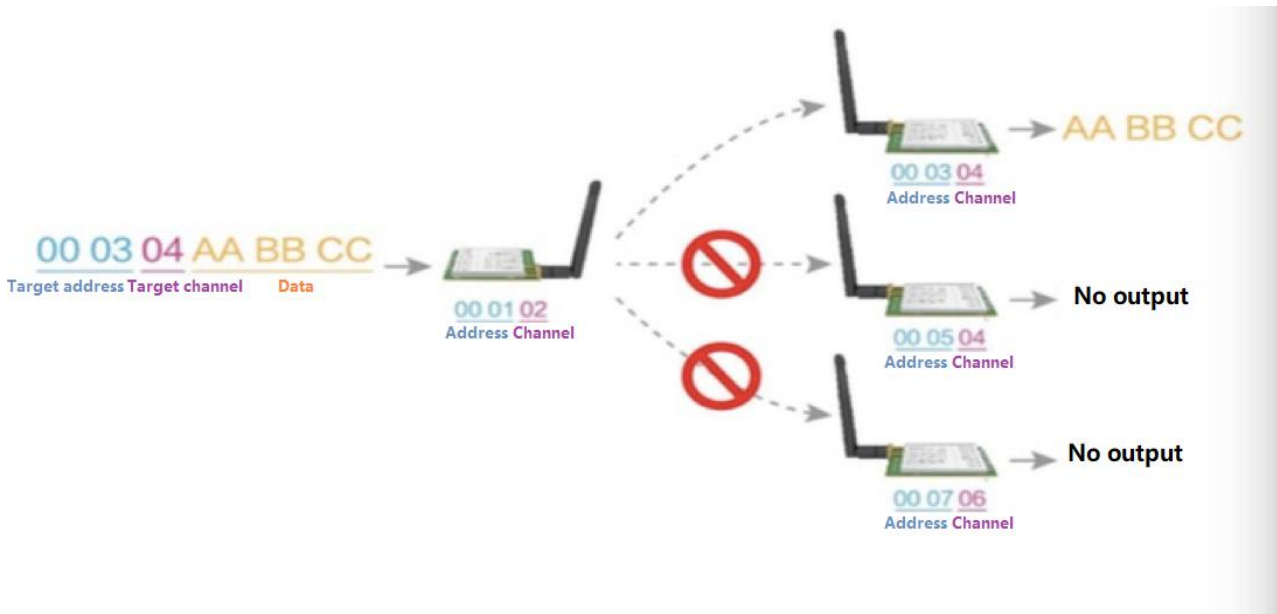 AA BB CC
00 03 04
Address Channel
00 03 04 AA BB CC
Target address Target channel Data
00 01 02
Address Channel
No output
00 05 04
Address Channel
No output
00 07 06
Address Channel